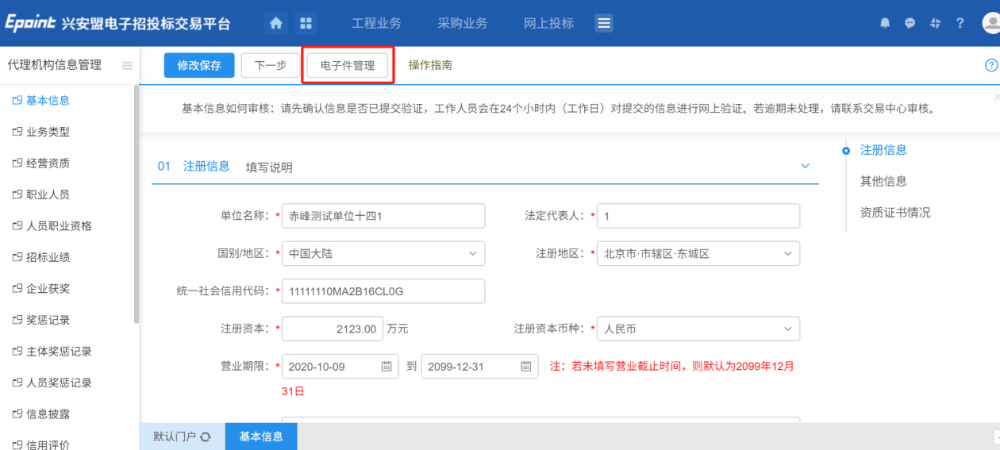 Epoint 兴安盟电子招投标交易平台
工程业务 采购业务 网上投标
?
代理机构信息管理
修改保存 下一步 电子件管理 操作指南
?
基本信息
业务类型
经营资质
职业人员
人员职业资格
招标业绩
企业获奖
奖惩记录
主体奖惩记录
人员奖惩记录
信息披露
信用评价
基本信息如何审核：请先确认信息是否已提交验证，工作人员会在24个小时内（工作日）对提交的信息进行网上验证。若逾期未处理，请联系交易中心审核。
01 注册信息 填写说明
单位名称：* 赤峰测试单位十四1 法定代表人：* 1
国别/地区：* 中国大陆 注册地区：* 北京市·市辖区·东城区
统一社会信用代码：* 11111110MA2B16CL0G
注册资本：* 2123.00 万元 注册资本币种：* 人民币
营业期限：* 2020-10-09 到 2099-12-31 注：若未填写营业截止时间，则默认为2099年12月
31日
注册信息
其他信息
资质证书情况
默认门户 基本信息